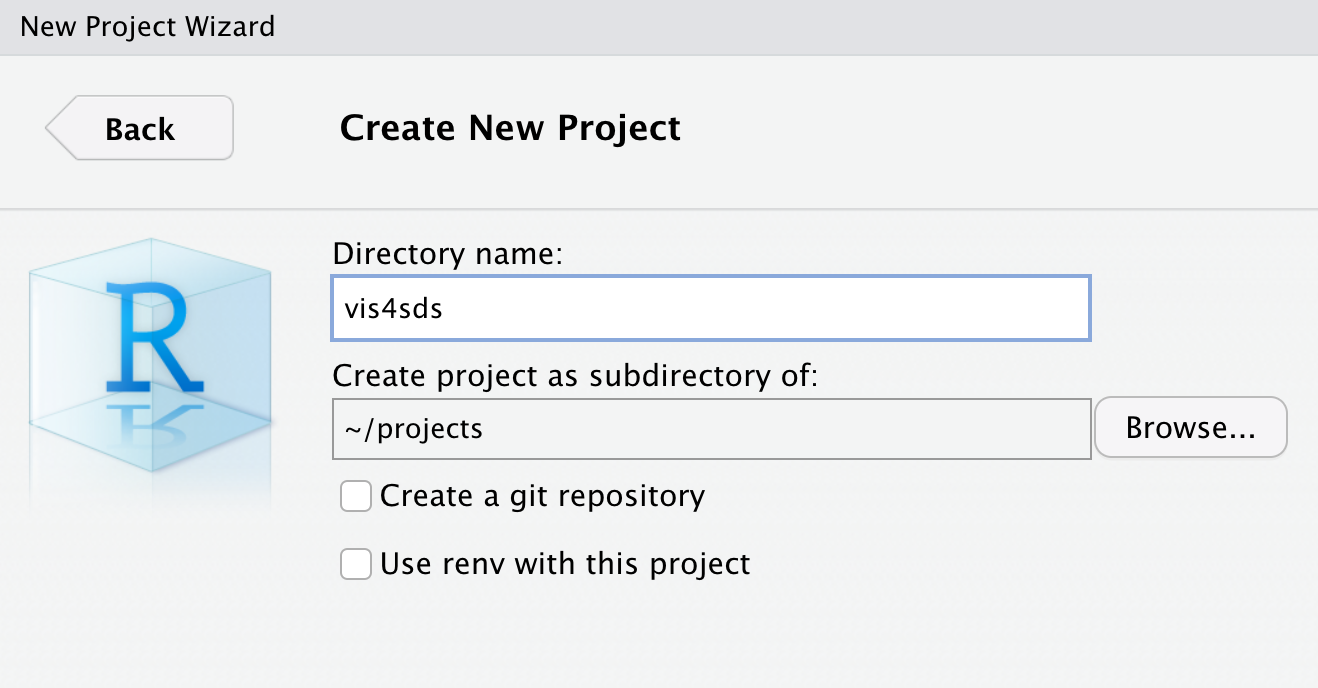 New Project Wizard
Back
Create New Project
R
Directory name:
vis4sds
Create project as subdirectory of:
~/projects
Browse...
Create a git repository
Use renv with this project